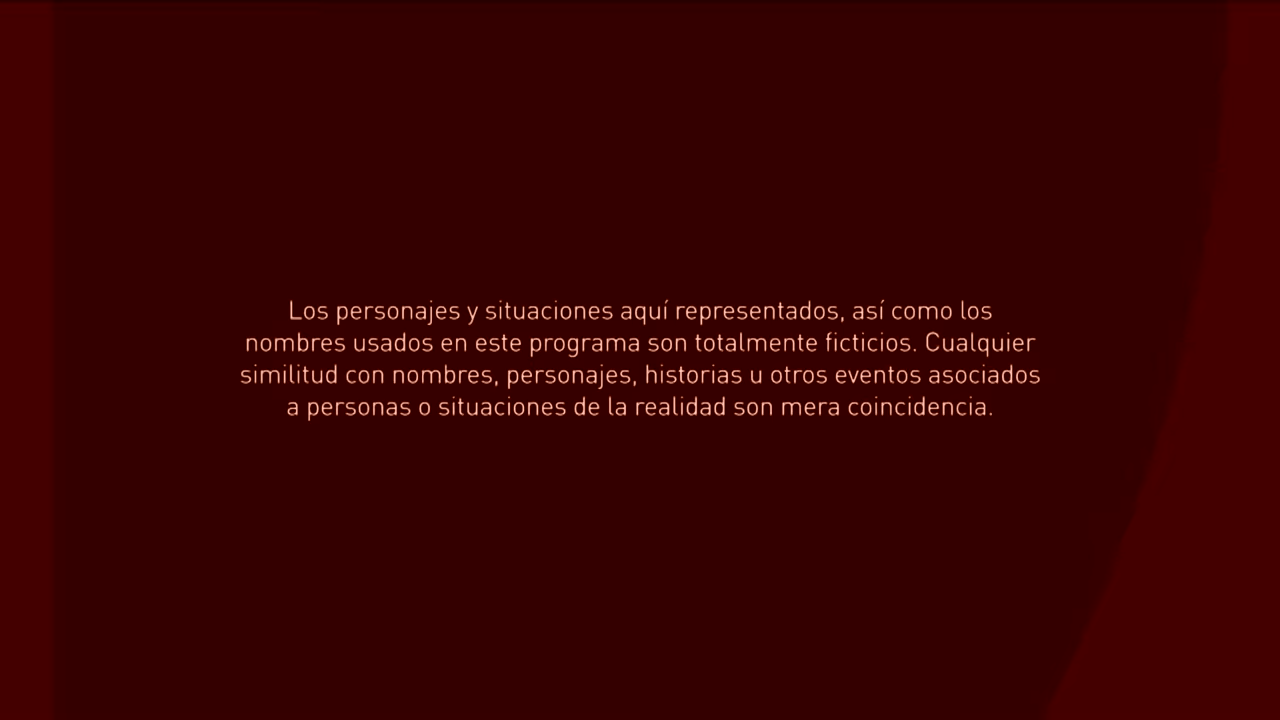 Los personajes y situaciones aquí representados, así como los
nombres usados en este programa son totalmente ficticios. Cualquier
similitud con nombres, personajes, historias u otros eventos asociados
a personas o situaciones de la realidad son mera coincidencia.